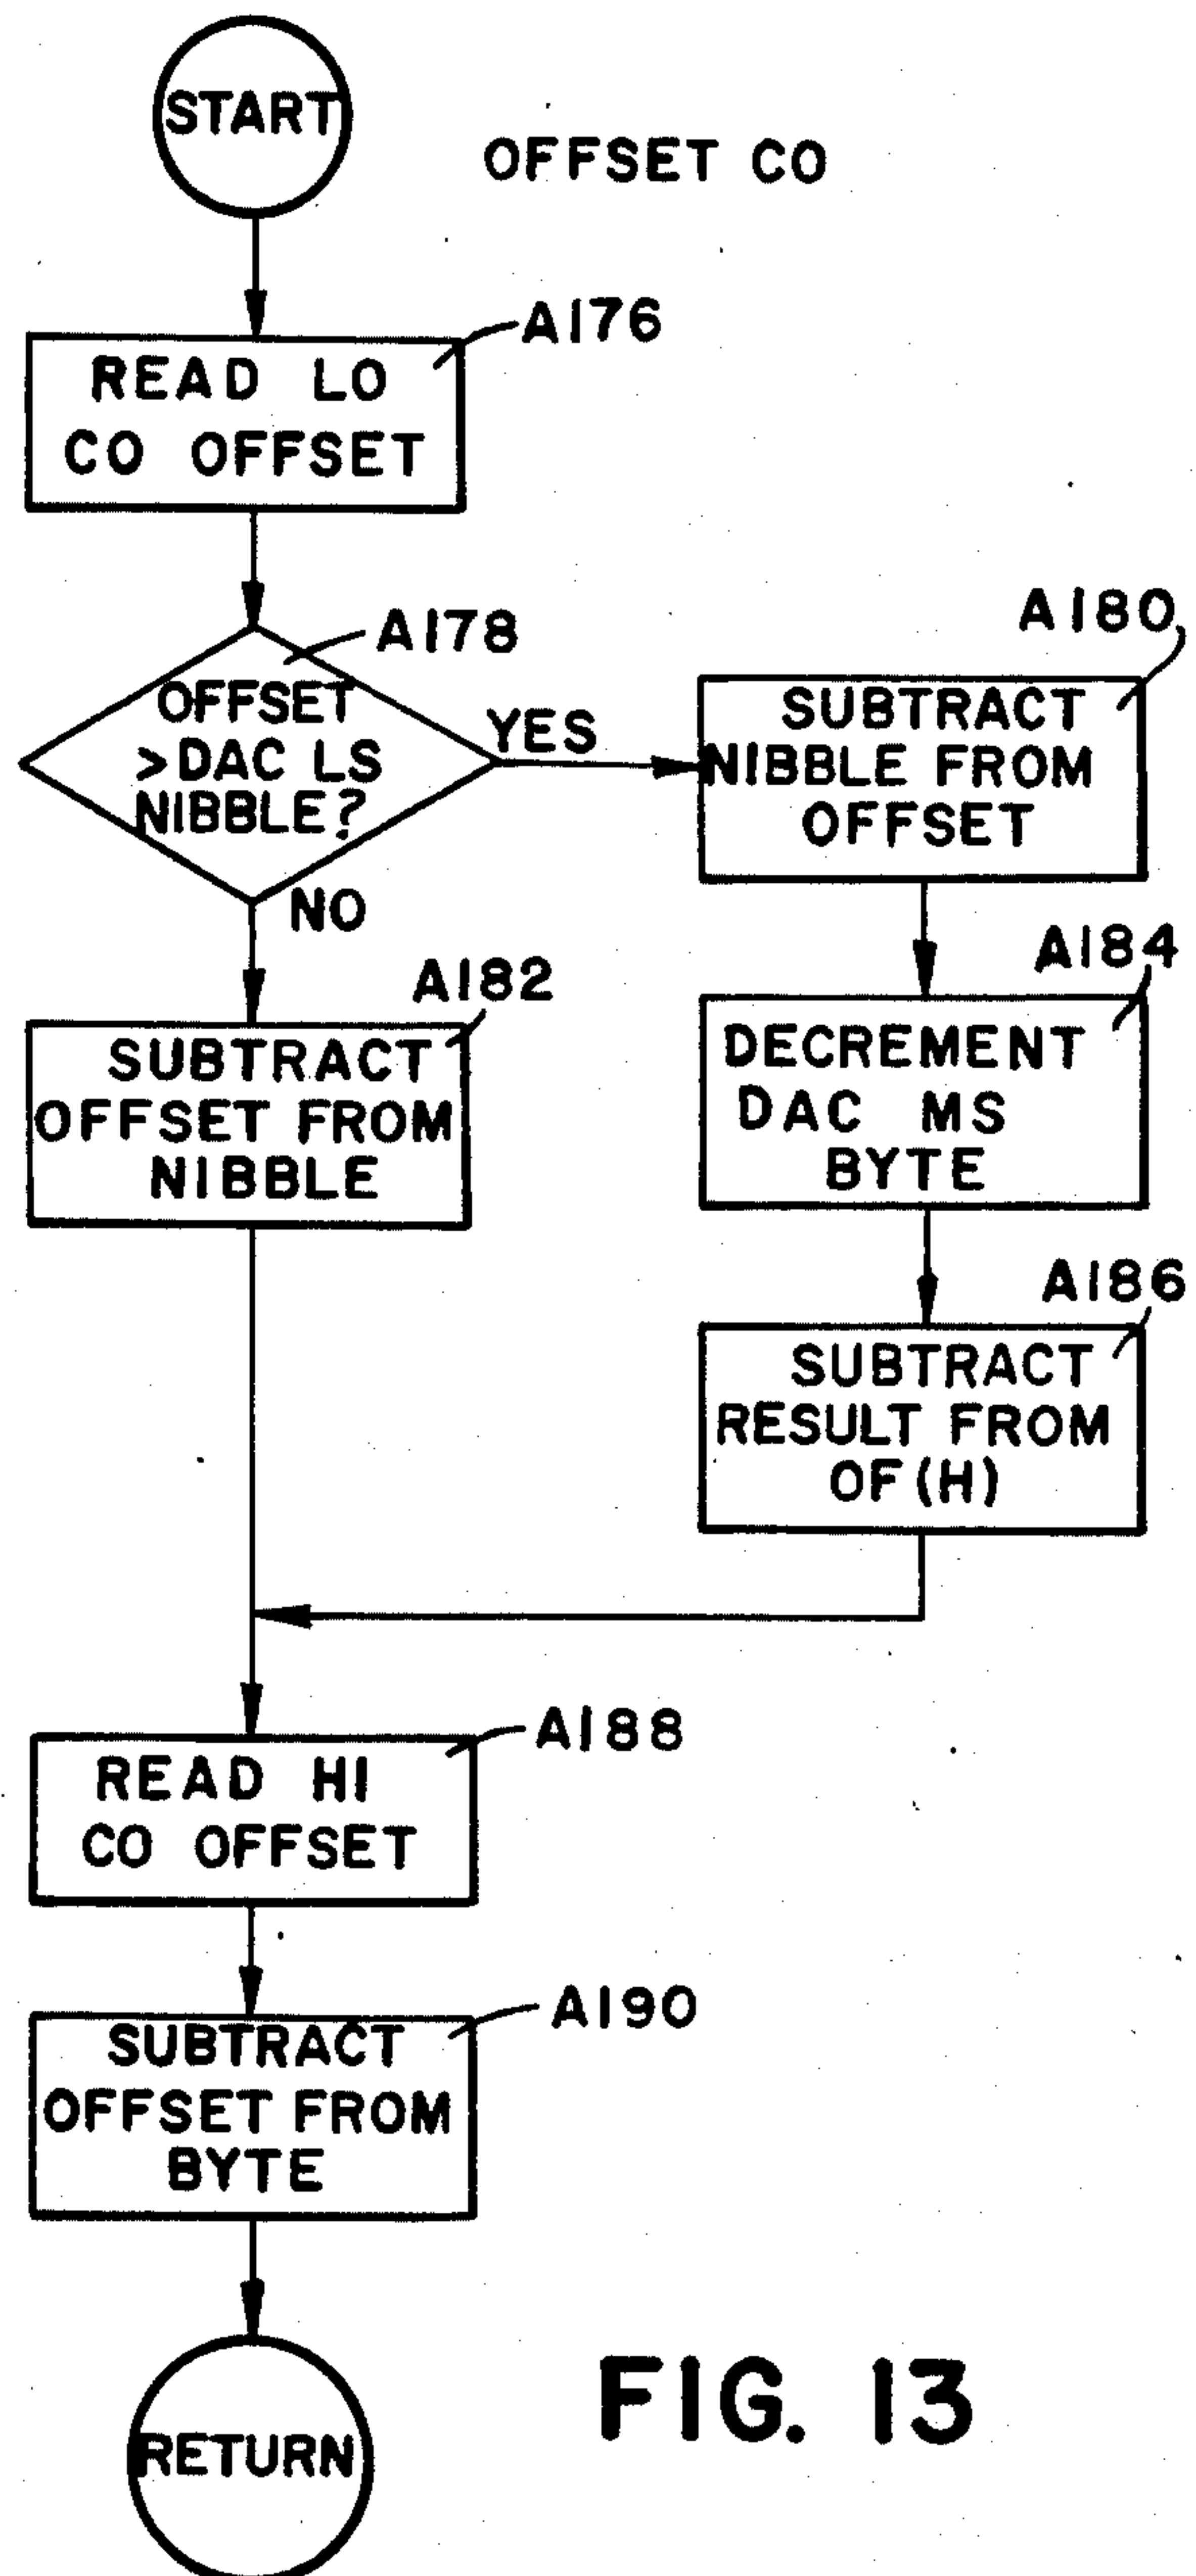 START
OFFSET CO
A176
READ LO
CO OFFSET
A178
OFFSET
>DAC LS
NIBBLE?
YES
NO
A180
SUBTRACT
NIBBLE FROM
OFFSET
A182
SUBTRACT
OFFSET FROM
NIBBLE
A184
DECREMENT
DAC MS
BYTE
A186
SUBTRACT
RESULT FROM
OF(H)
A188
READ HI
CO OFFSET
A190
SUBTRACT
OFFSET FROM
BYTE
RETURN
FIG. 13